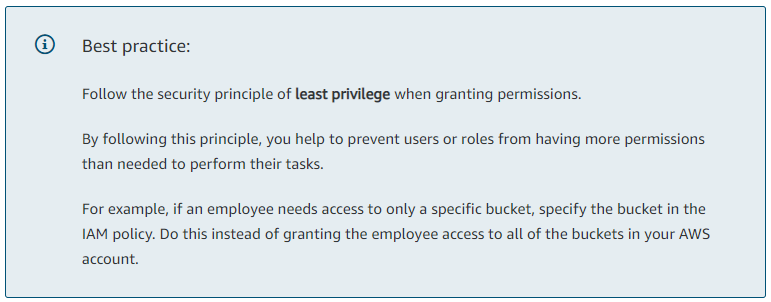 Best practice:
Follow the security principle of least privilege when granting permissions.
By following this principle, you help to prevent users or roles from having more permissions
than needed to perform their tasks.
For example, if an employee needs access to only a specific bucket, specify the bucket in the
IAM policy. Do this instead of granting the employee access to all of the buckets in your AWS
account.